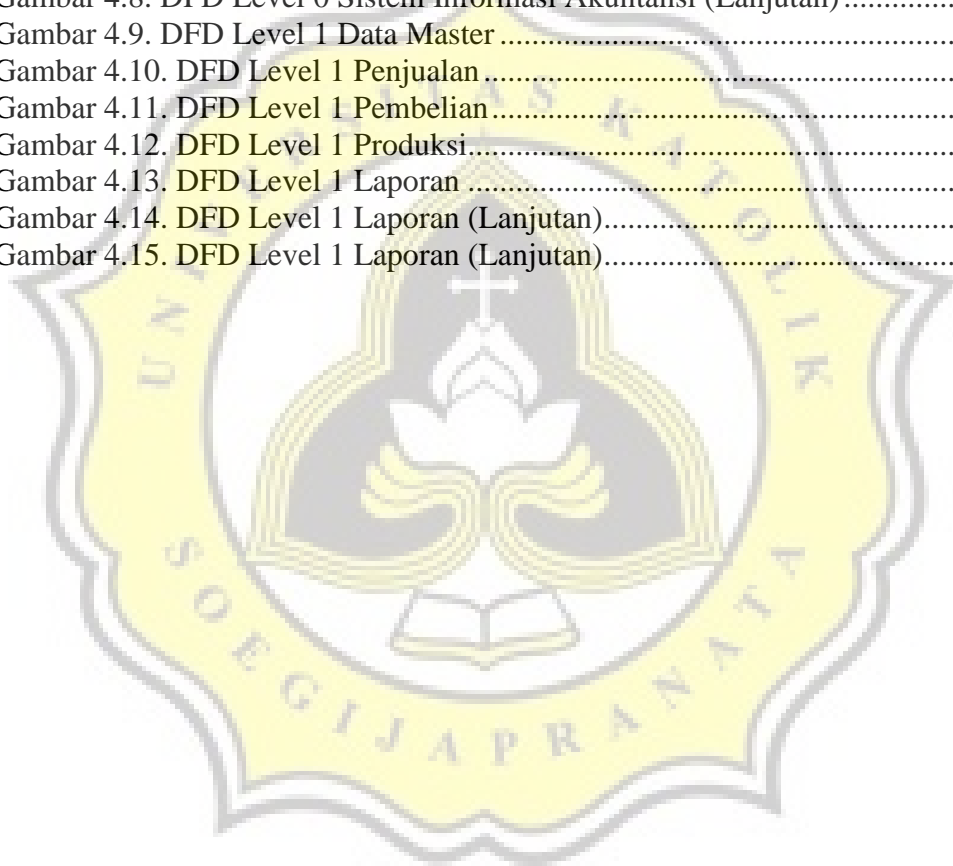 Gambar 4.8. DFD Level 0 Sistem Informasi Akuntansi (Lanjutan)..............
Gambar 4.9. DFD Level 1 Data Master..............................................................
Gambar 4.10. DFD Level 1 Penjualan................................................................
Gambar 4.11. DFD Level 1 Pembelian...............................................................
Gambar 4.12. DFD Level 1 Produksi..................................................................
Gambar 4.13. DFD Level 1 Laporan..................................................................
Gambar 4.14. DFD Level 1 Laporan (Lanjutan)................................................
Gambar 4.15. DFD Level 1 Laporan (Lanjutan)................................................
UNIVERSITAS KATOLIK
SOEGIJAPRANATA